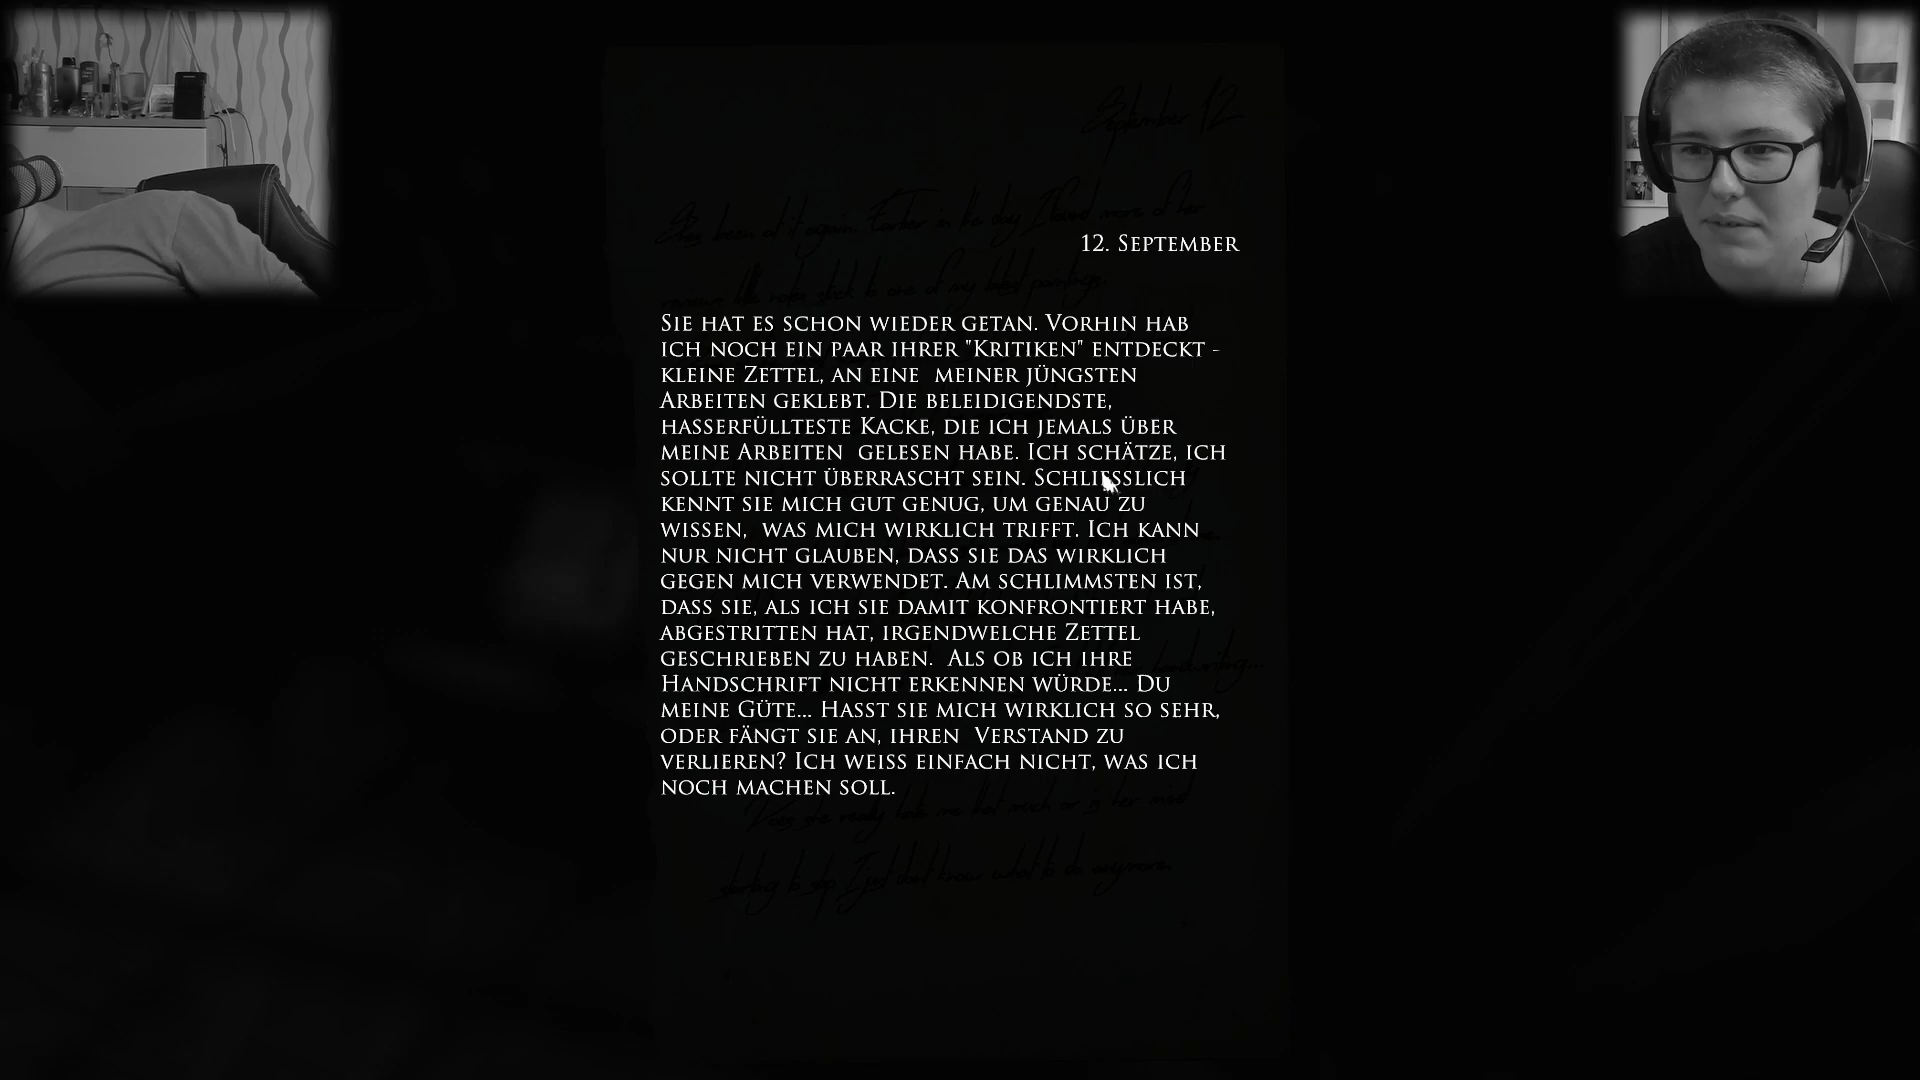 September 12
12. September
Sie hat es schon wieder getan. Vorhin hab
ich noch ein paar ihrer "Kritiken" entdeckt -
kleine Zettel, an eine  meiner jüngsten
Arbeiten geklebt. Die beleidigendste,
hasserfüllteste Kacke, die ich jemals über
meine Arbeiten  gelesen habe. Ich schätze, ich
sollte nicht überrascht sein. Schliesslich
kennt sie mich gut genug, um genau zu
wissen,  was mich wirklich trifft. Ich kann
nur nicht glauben, dass sie das wirklich
gegen mich verwendet. Am schlimmsten ist,
dass sie, als ich sie damit konfrontiert habe,
abgestritten hat, irgendwelche Zettel
geschrieben zu haben.  Als ob ich ihre
Handschrift nicht erkennen würde... Du
meine Güte... Hasst sie mich wirklich so sehr,
oder fängt sie an, ihren  Verstand zu
verlieren? Ich weiss einfach nicht, was ich
noch machen soll.